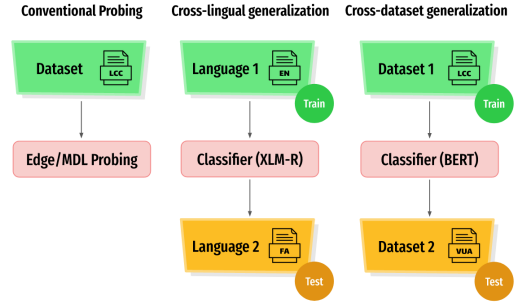 Conventional Probing
Cross-lingual generalization
Cross-dataset generalization
Dataset
LCC
Language 1
EN
Train
Dataset 1
LCC
Train
Edge/MDL Probing
Classifier (XLM-R)
Classifier (BERT)
Language 2
FA
Test
Dataset 2
VUA
Test